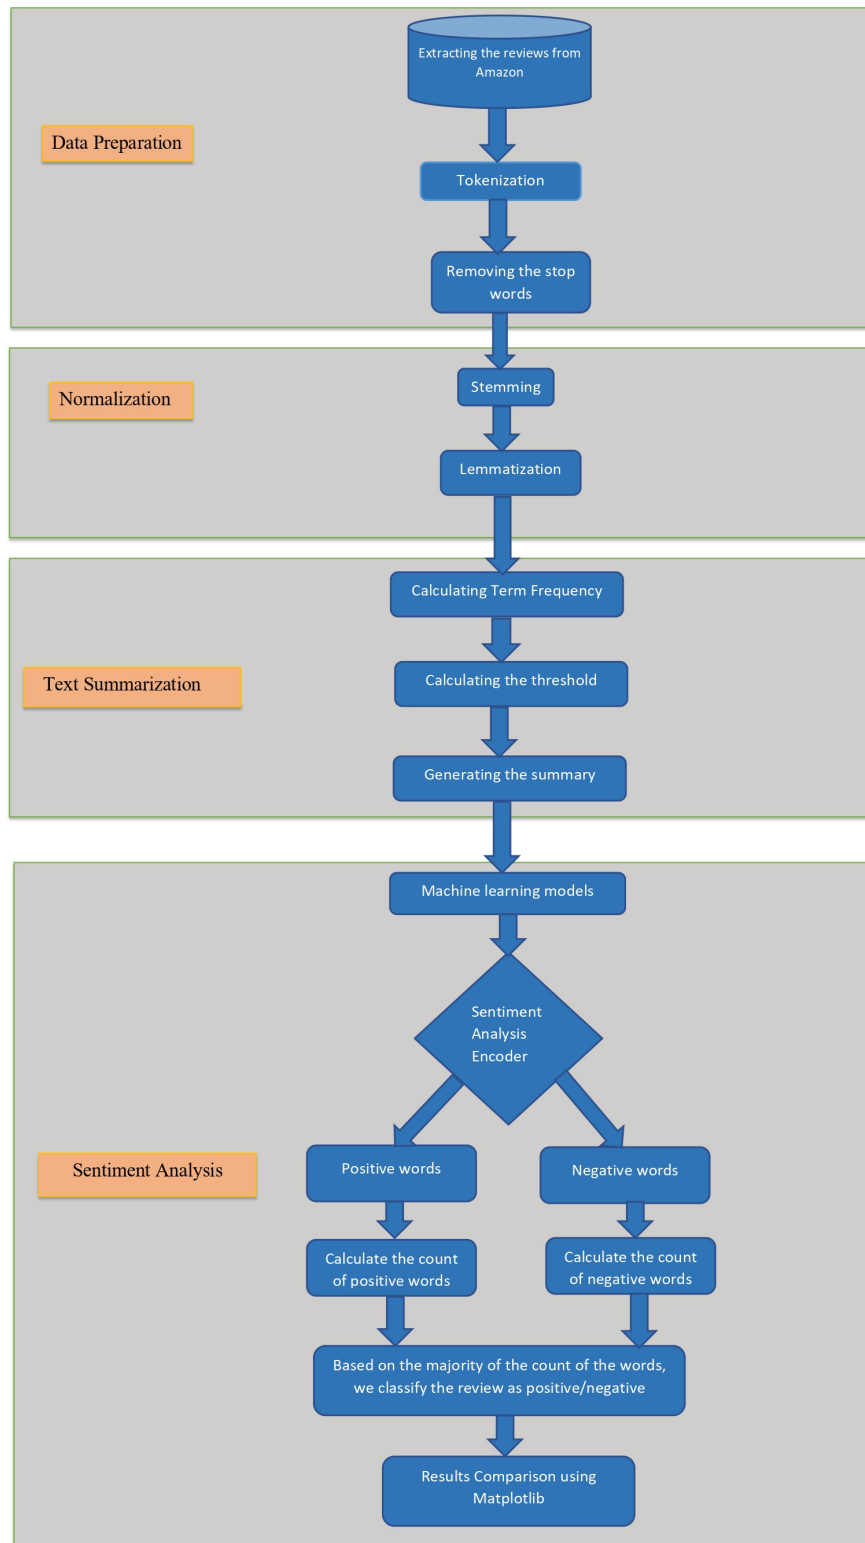 Extracting the reviews from
Amazon
Data Preparation
Tokenization
Removing the stop
words
Stemming
Normalization
Lemmatization
Calculating Term Frequency
Text Summarization
Calculating the threshold
Generating the summary
Machine learning models
Sentiment
Analysis
Encoder
Sentiment Analysis
Positive words
Negative words
Calculate the count
of positive words
Calculate the count
of negative words
Based on the majority of the count of the words,
we classify the review as positive/negative
Results Comparison using
Matplotlib